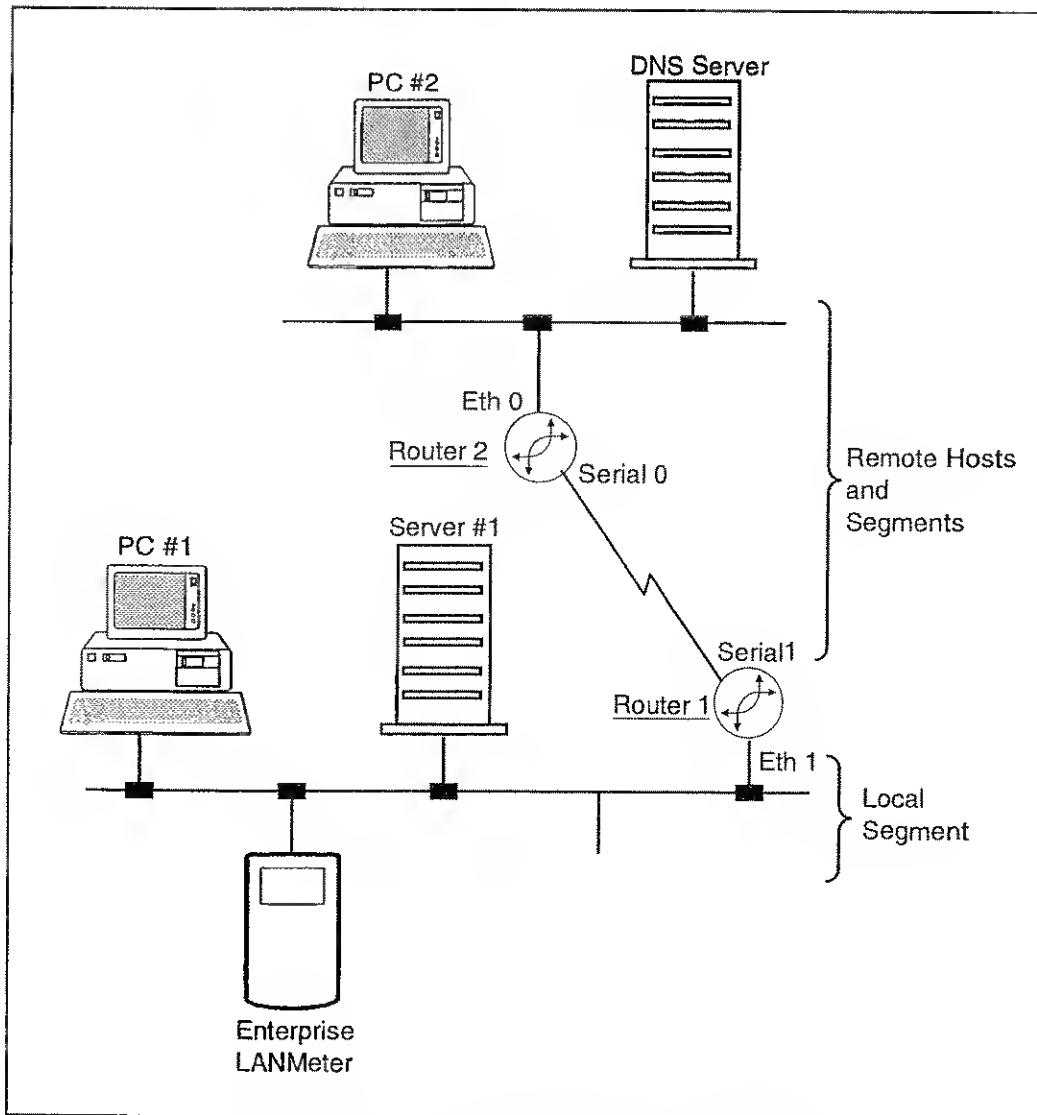 PC #2
DNS Server
Eth 0
Router 2
Serial 0
Remote Hosts
and
Segments
PC #1
Server #1
Serial1
Router 1
Eth 1
Local
Segment
Enterprise
LANMeter